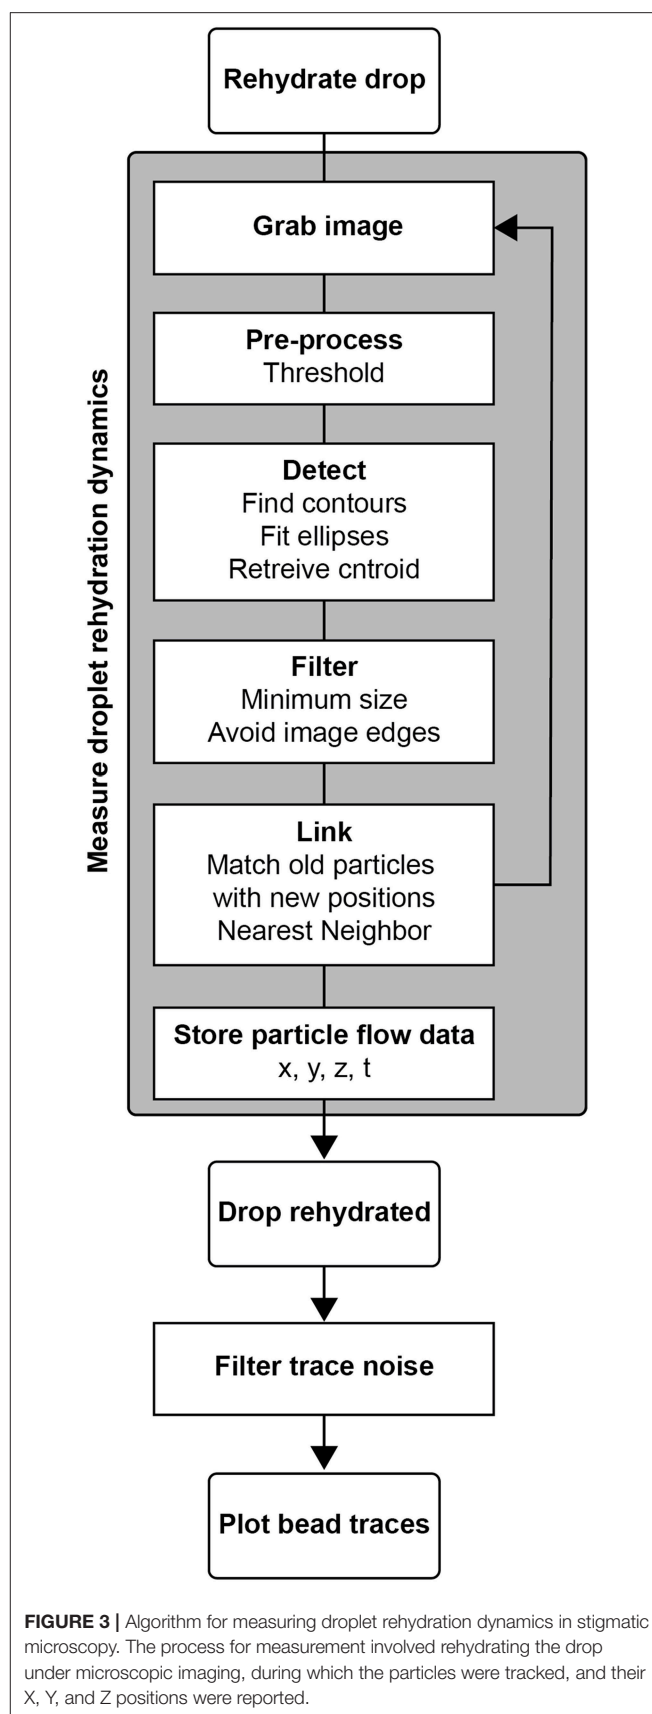 Rehydrate drop
Measure droplet rehydration dynamics
Grab image
Pre-process
Threshold
Detect
Find contours
Fit ellipses
Retreive cntroid
Filter
Minimum size
Avoid image edges
Link
Match old particles
with new positions
Nearest Neighbor
Store particle flow data
x, y, z, t
Drop rehydrated
Filter trace noise
Plot bead traces
FIGURE 3 | Algorithm for measuring droplet rehydration dynamics in stigmatic
microscopy. The process for measurement involved rehydrating the drop
under microscopic imaging, during which the particles were tracked, and their
X, Y, and Z positions were reported.